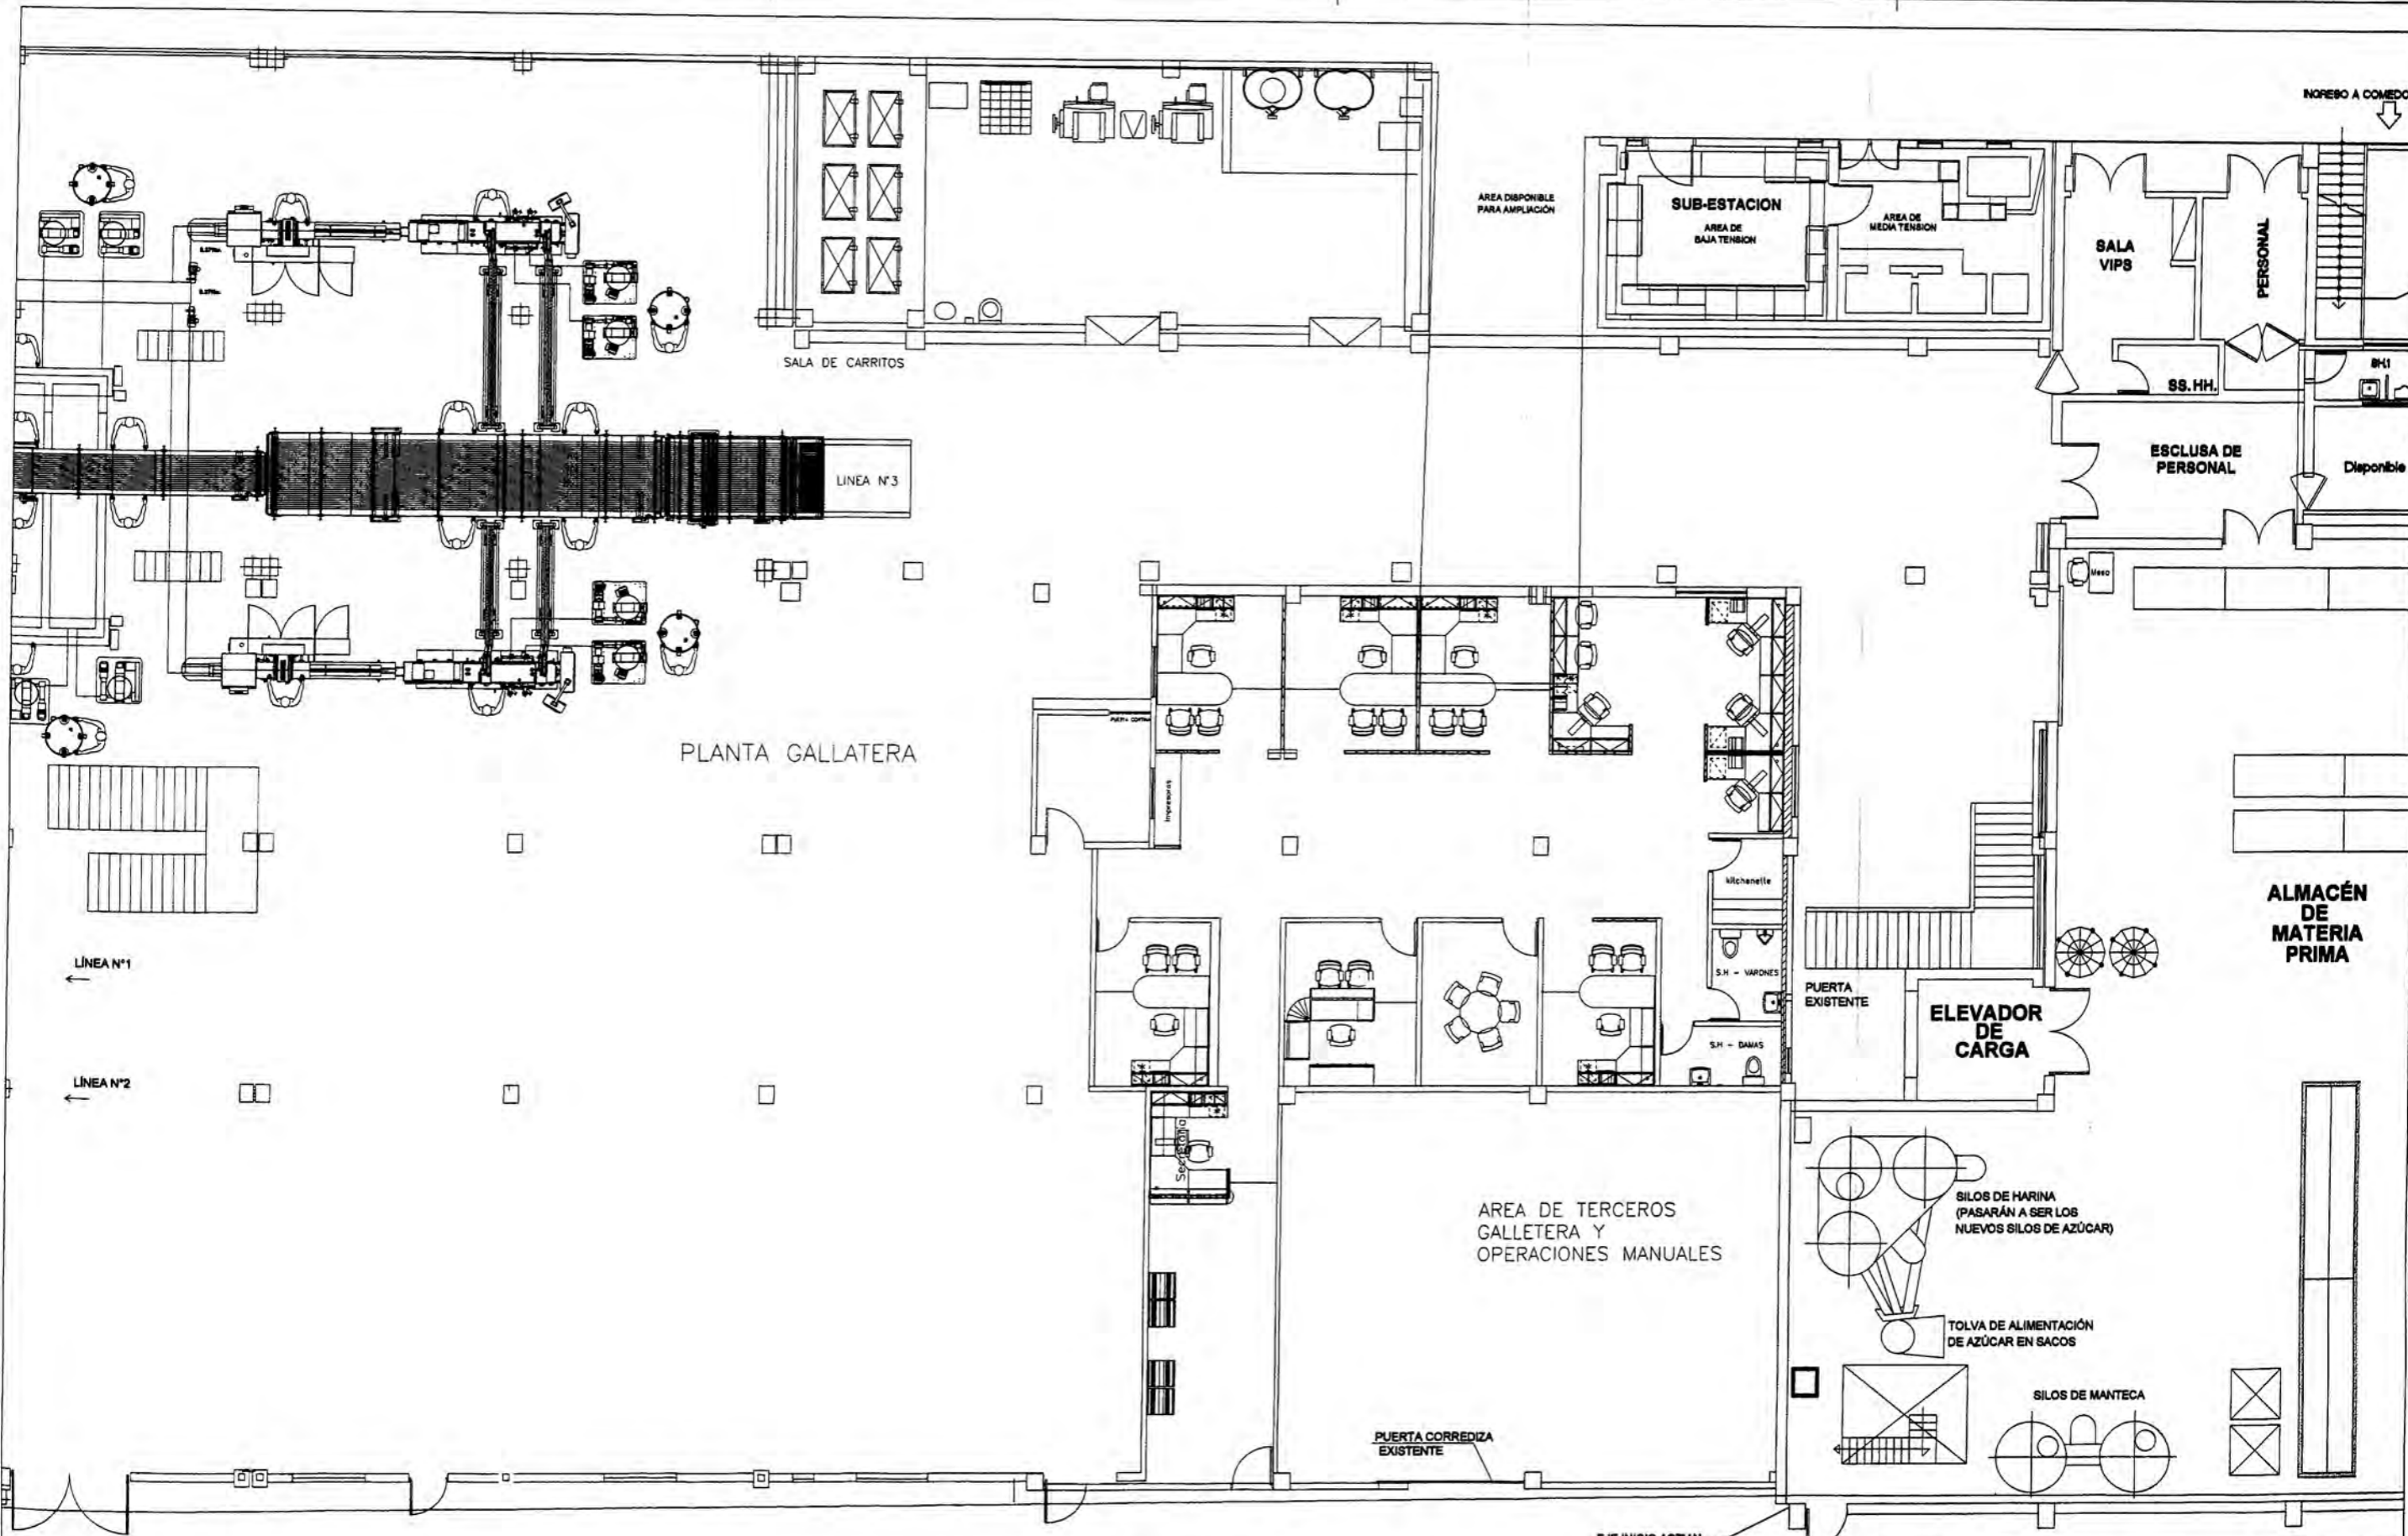 INGRESO A COMEDO
AREA DISPONIBLE
PARA AMPLIACIÓN
SUB-ESTACION
AREA DE
BAJA TENSION
AREA DE
MEDIA TENSION
SALA
VIPS
PERSONAL
SALA DE CARRITOS
SS. HH.
SH.1
LINEA N°3
ESCLUSA DE
PERSONAL
Disponible
PLANTA GALLATERA
Impresoras
kitchenette
ALMACÉN
DE
MATERIA
PRIMA
LÍNEA N°1
S.H - VARONES
PUERTA
EXISTENTE
ELEVADOR
DE
CARGA
S.H - DAMAS
LÍNEA N°2
Secretaria
AREA DE TERCEROS
GALLETERA Y
OPERACIONES MANUALES
SILOS DE HARINA
(PASARÁN A SER LOS
NUEVOS SILOS DE AZÚCAR)
TOLVA DE ALIMENTACIÓN
DE AZÚCAR EN SACOS
SILOS DE MANTECA
PUERTA CORREDIZA
EXISTENTE